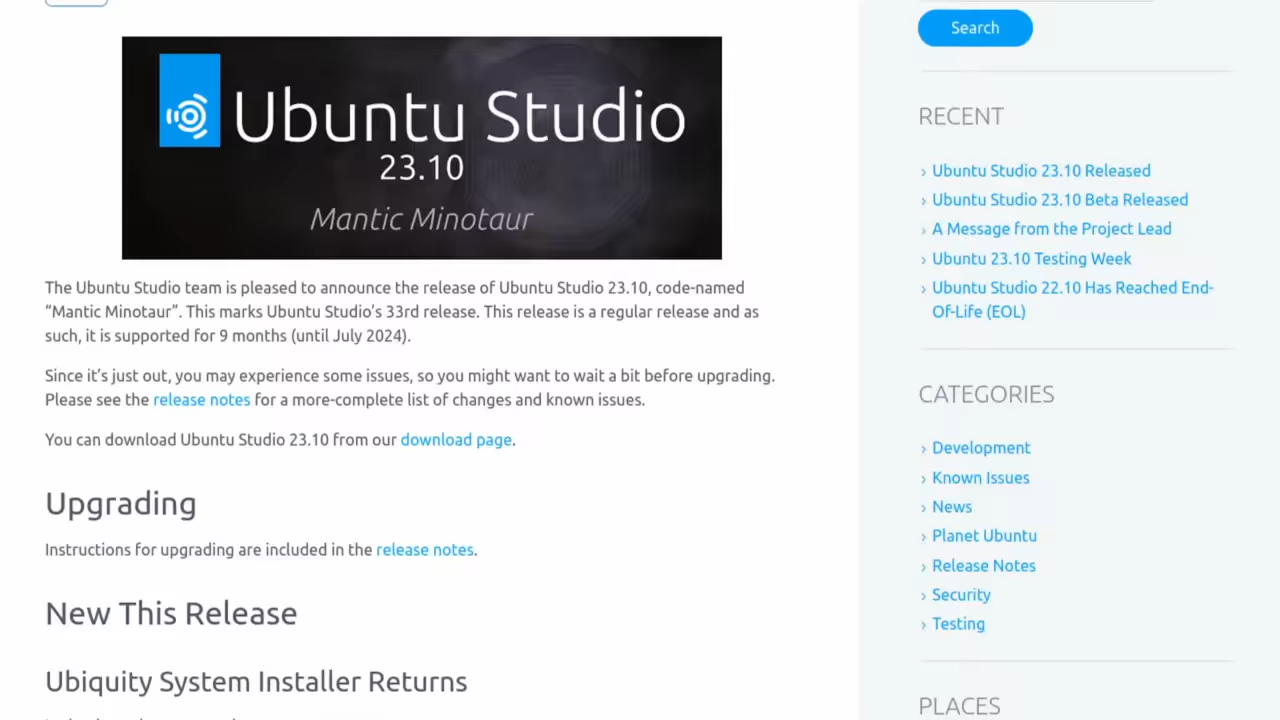 Ubuntu Studio
23.10
Mantic Minotaur
The Ubuntu Studio team is pleased to announce the release of Ubuntu Studio 23.10, code-named
“Mantic Minotaur”. This marks Ubuntu Studio’s 33rd release. This release is a regular release and as
such, it is supported for 9 months (until July 2024).
Since it’s just out, you may experience some issues, so you might want to wait a bit before upgrading.
Please see the release notes for a more-complete list of changes and known issues.
You can download Ubuntu Studio 23.10 from our download page.
Upgrading
Instructions for upgrading are included in the release notes.
New This Release
Ubiquity System Installer Returns
Search
RECENT
Ubuntu Studio 23.10 Released
Ubuntu Studio 23.10 Beta Released
A Message from the Project Lead
Ubuntu 23.10 Testing Week
Ubuntu Studio 22.10 Has Reached End-
Of-Life (EOL)
CATEGORIES
Development
Known Issues
News
Planet Ubuntu
Release Notes
Security
Testing
PLACES